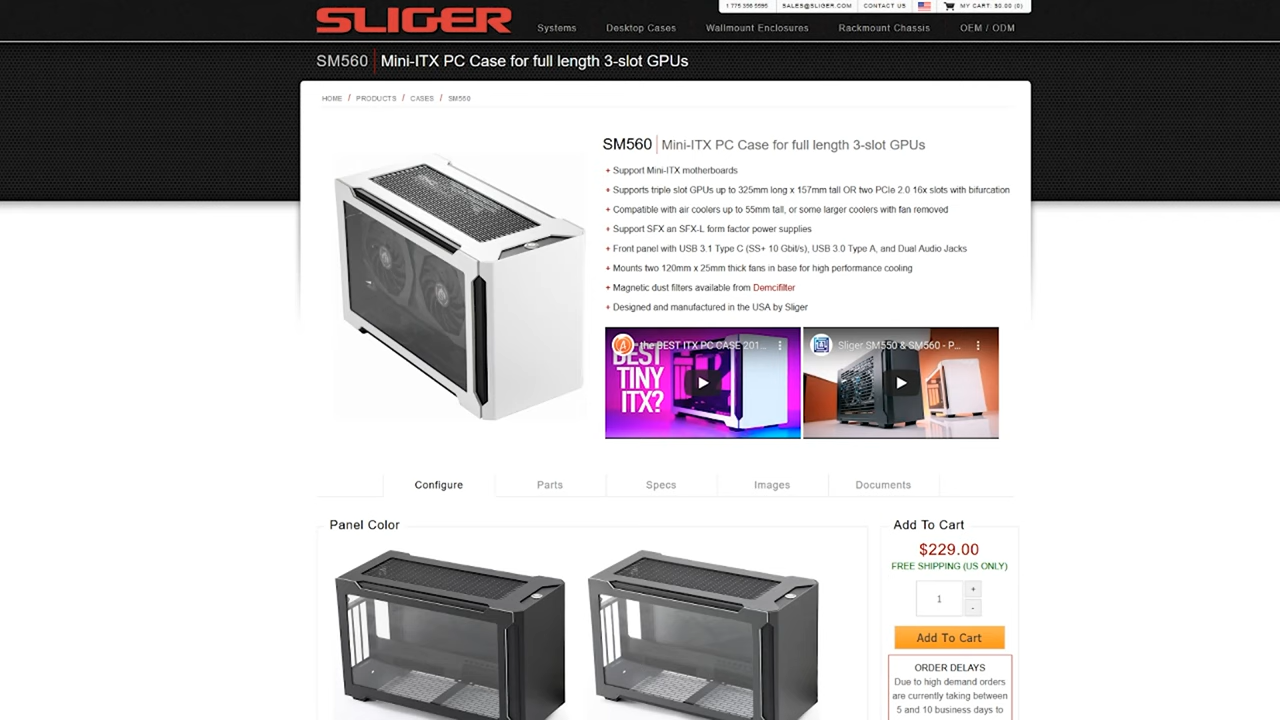 1 775 356 5595 SALES@SLIGER.COM CONTACT US MY CART: $0.00 (0)
SLIGER
Systems Desktop Cases Wallmount Enclosures Rackmount Chassis OEM / ODM
SM560 Mini-ITX PC Case for full length 3-slot GPUs
HOME / PRODUCTS / CASES / SM560
SM560 Mini-ITX PC Case for full length 3-slot GPUs
+ Support Mini-ITX motherboards
+ Supports triple slot GPUs up to 325mm long x 157mm tall OR two PCIe 2.0 16x slots with bifurcation
+ Compatible with air coolers up to 55mm tall, or some larger coolers with fan removed
+ Support SFX an SFX-L form factor power supplies
+ Front panel with USB 3.1 Type C (SS+ 10 Gbit/s), USB 3.0 Type A, and Dual Audio Jacks
+ Mounts two 120mm x 25mm thick fans in base for high performance cooling
+ Magnetic dust filters available from Demcifilter
+ Designed and manufactured in the USA by Sliger
the BEST ITX PC CASE 201...
BEST
TINY
ITX?
Sliger SM550 & SM560 - P...
Configure Parts Specs Images Documents
Panel Color
Add To Cart
$229.00
FREE SHIPPING (US ONLY)
1
+
-
Add To Cart
ORDER DELAYS
Due to high demand orders
are currently taking between
5 and 10 business days to